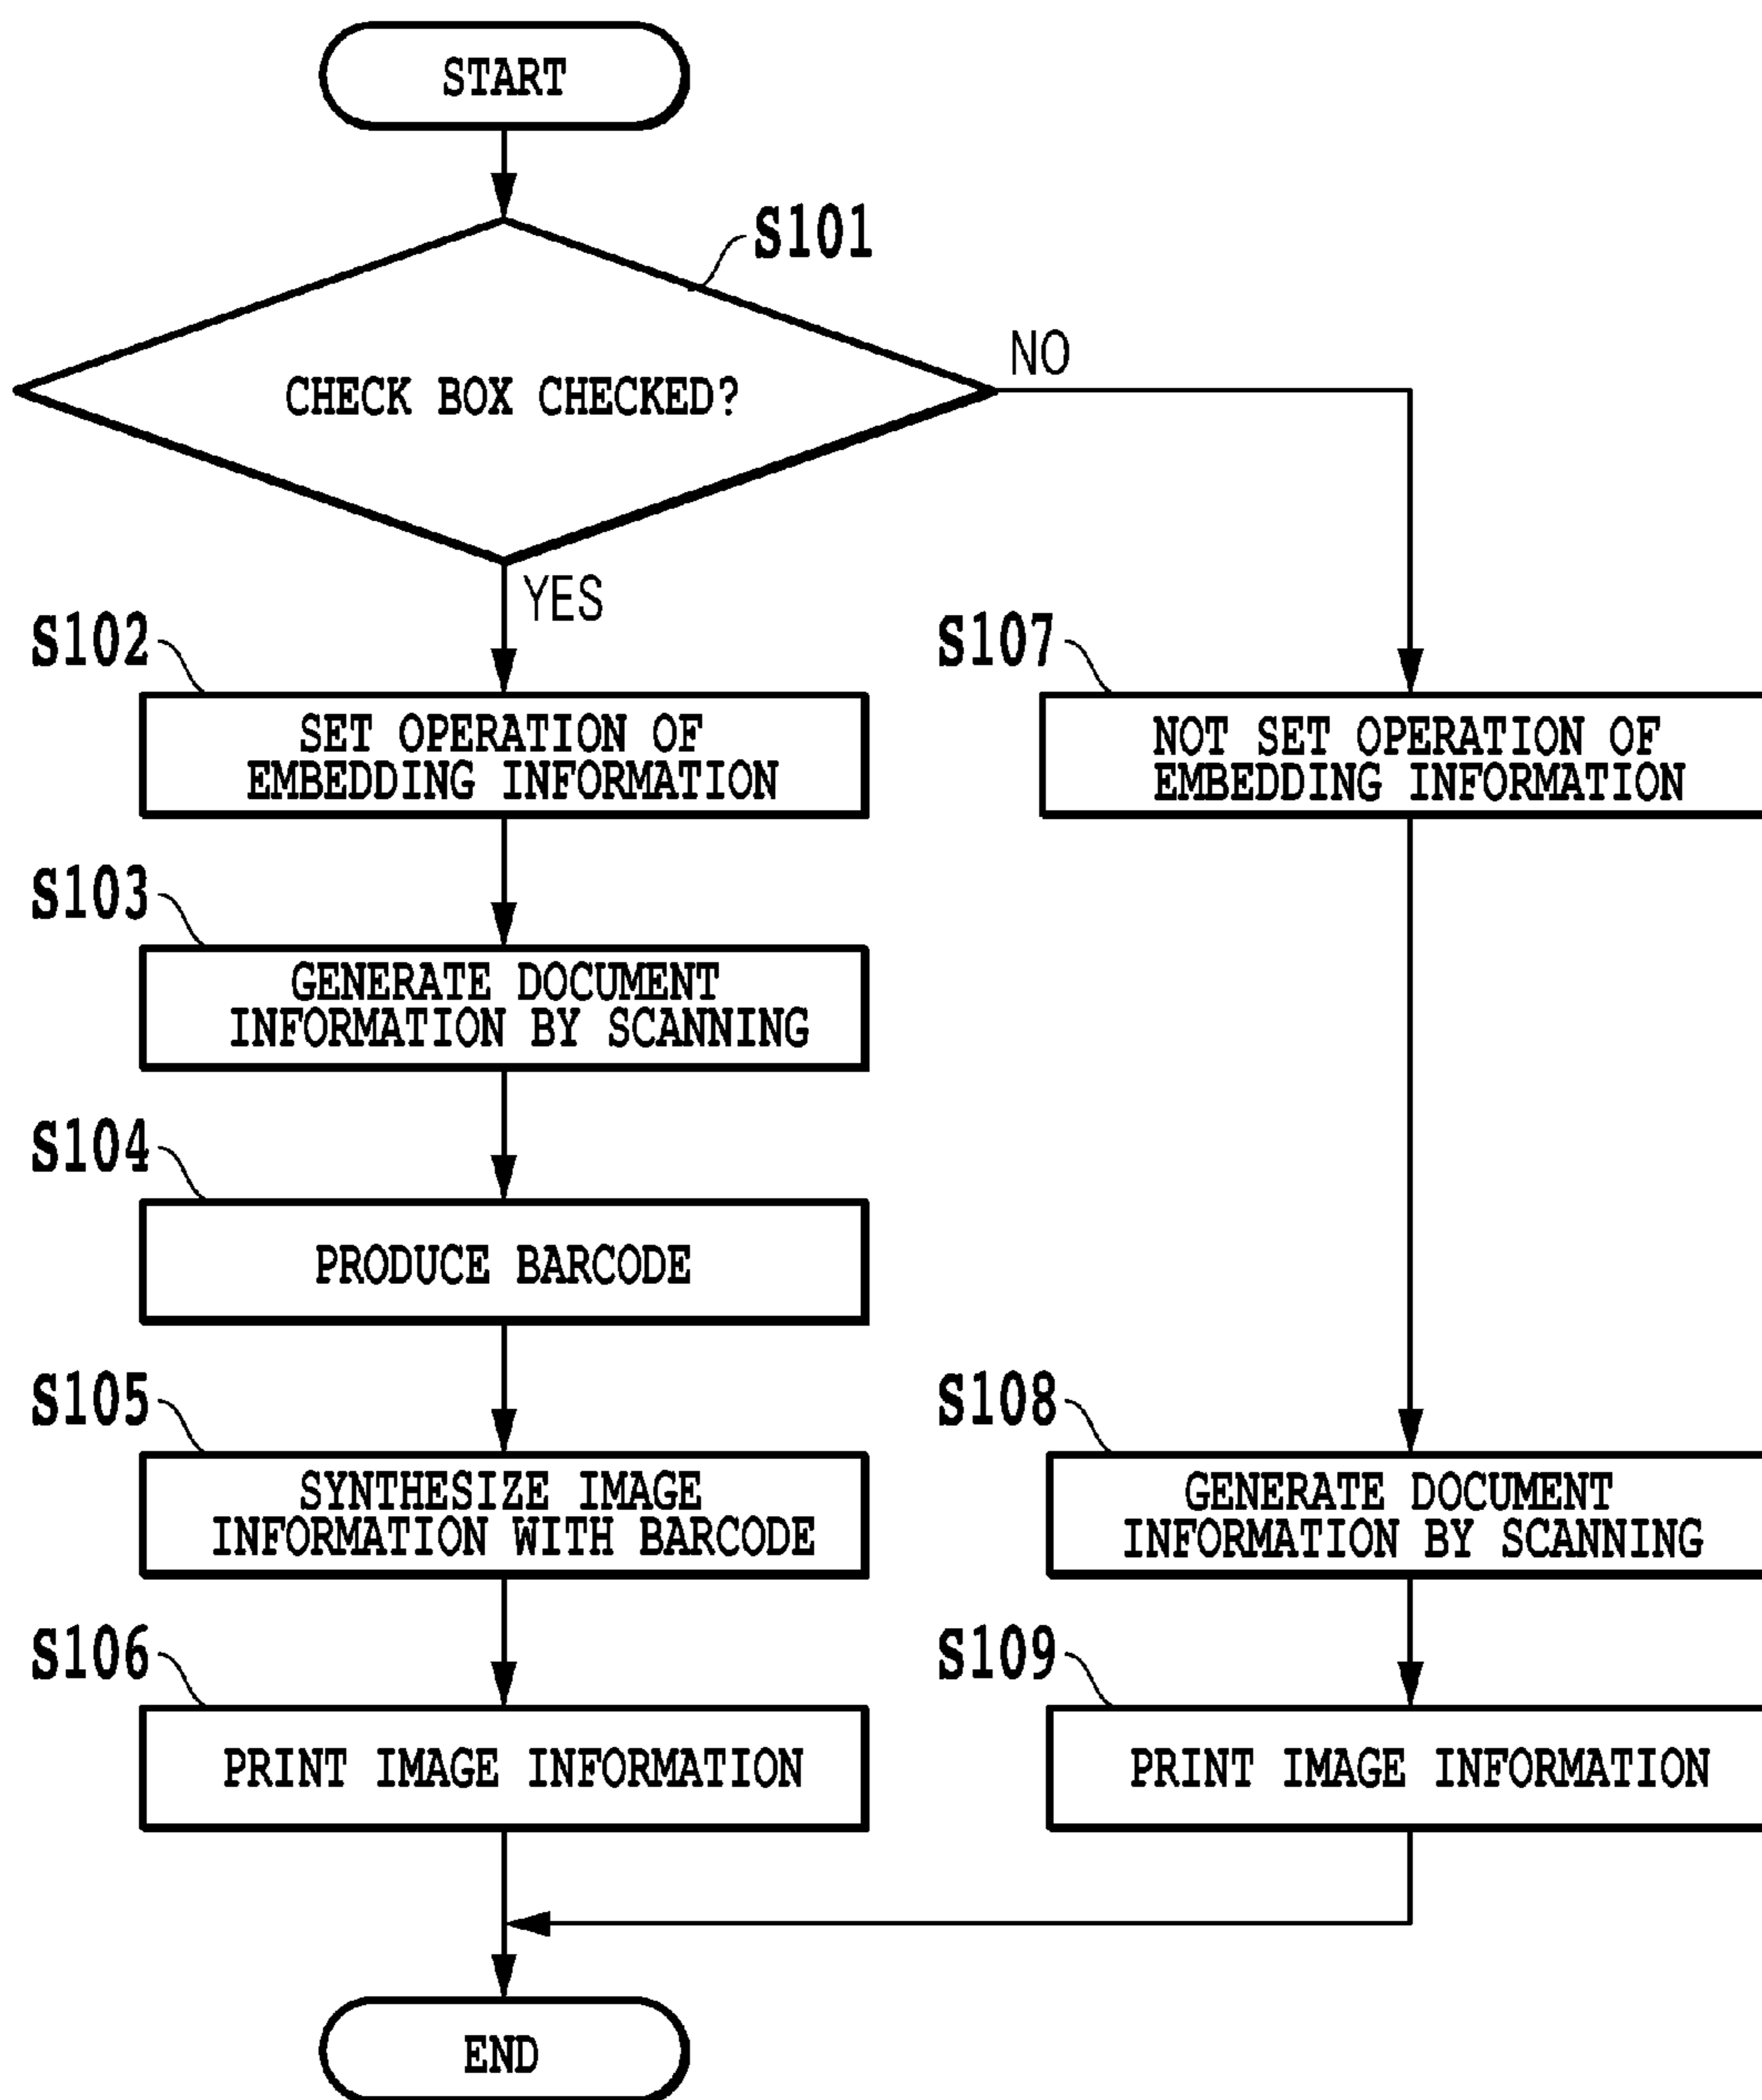 START
S101
CHECK BOX CHECKED?
NO
YES
S102
SET OPERATION OF
EMBEDDING INFORMATION
S103
GENERATE DOCUMENT
INFORMATION BY SCANNING
S104
PRODUCE BARCODE
S105
SYNTHESIZE IMAGE
INFORMATION WITH BARCODE
S106
PRINT IMAGE INFORMATION
S107
NOT SET OPERATION OF
EMBEDDING INFORMATION
S108
GENERATE DOCUMENT
INFORMATION BY SCANNING
S109
PRINT IMAGE INFORMATION
END